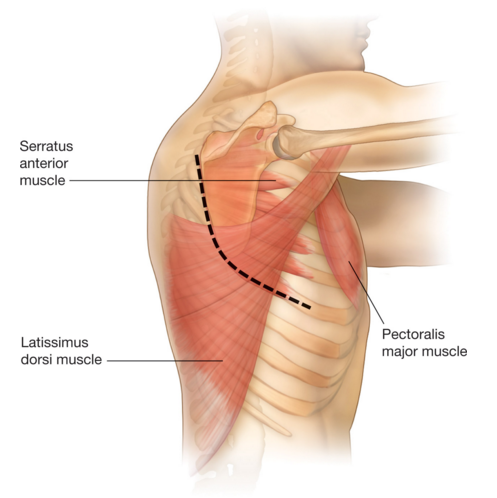 Serratus
anterior
muscle
Latissimus
dorsi muscle
Pectoralis
major muscle